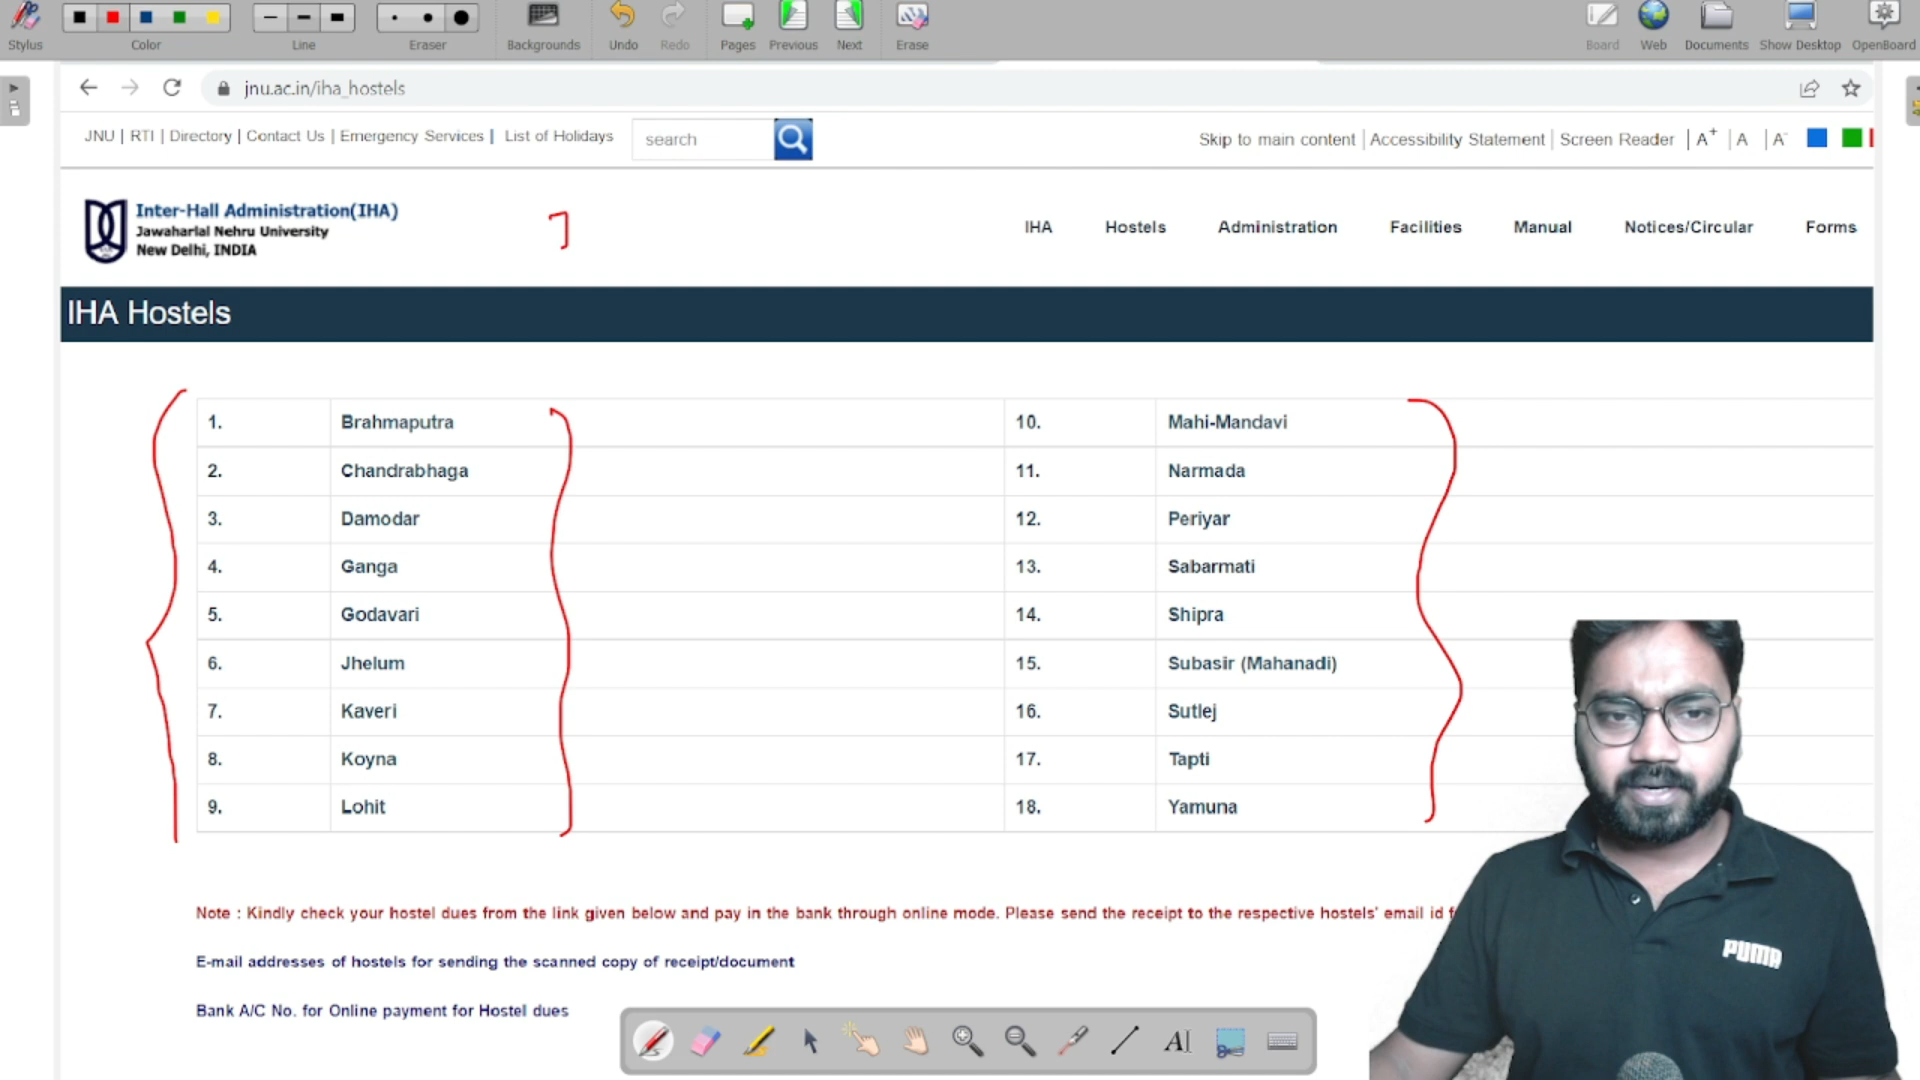 Stylus Color Line Eraser Backgrounds Undo Redo Pages Previous Next Erase Board Web Documents Show Desktop OpenBoard
jnu.ac.in/iha_hostels
JNU | RTI | Directory | Contact Us | Emergency Services | List of Holidays search Skip to main content | Accessibility Statement | Screen Reader | A+ | A | A-
Inter-Hall Administration(IHA)
Jawaharlal Nehru University
New Delhi, INDIA
IHA Hostels Administration Facilities Manual Notices/Circular Forms
IHA Hostels
1. Brahmaputra 10. Mahi-Mandavi
2. Chandrabhaga 11. Narmada
3. Damodar 12. Periyar
4. Ganga 13. Sabarmati
5. Godavari 14. Shipra
6. Jhelum 15. Subasir (Mahanadi)
7. Kaveri 16. Sutlej
8. Koyna 17. Tapti
9. Lohit 18. Yamuna
Note : Kindly check your hostel dues from the link given below and pay in the bank through online mode. Please send the receipt to the respective hostels' email id
E-mail addresses of hostels for sending the scanned copy of receipt/document
Bank A/C No. for Online payment for Hostel dues
PUMA
AI